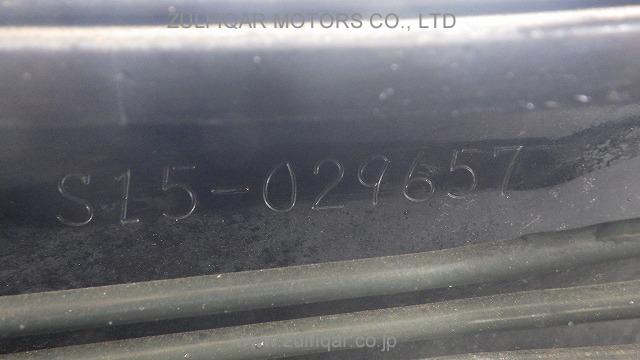 ZULFIQAR MOTORS CO., LTD
S15-029657
www.zulfiqar.co.jp